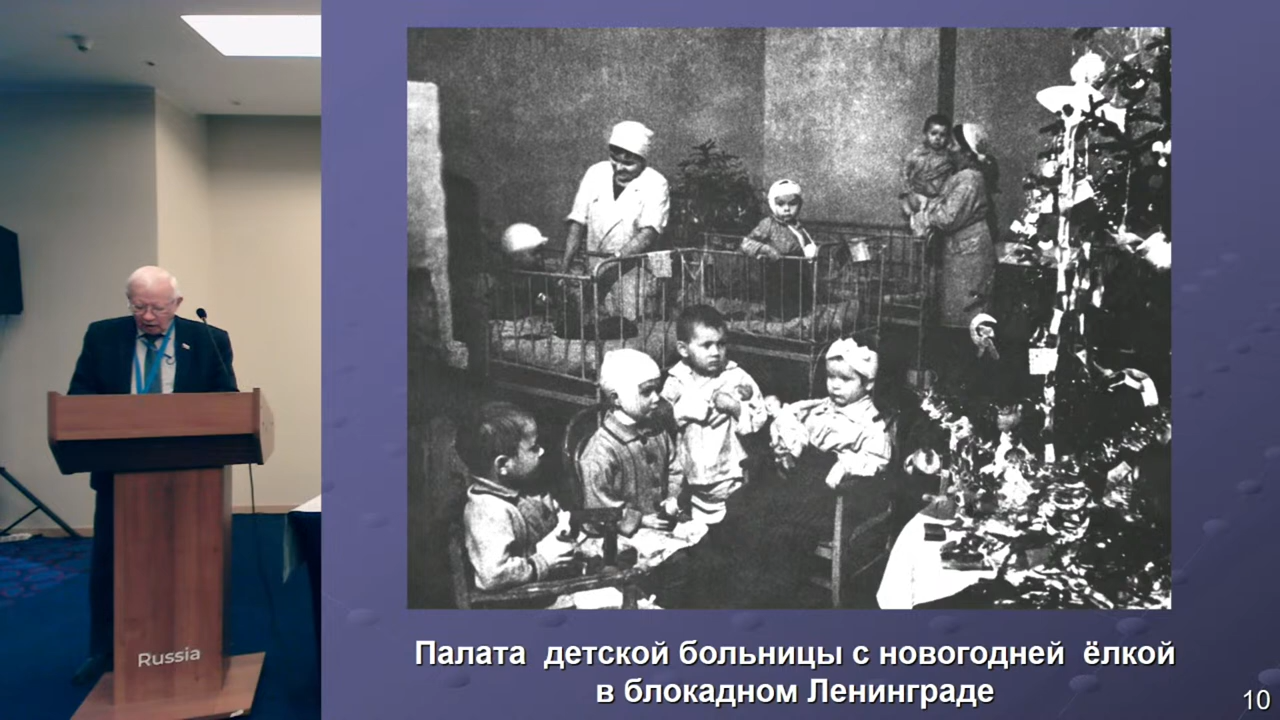 Russia
Палата детской больницы с новогодней ёлкой
в блокадном Ленинграде
10